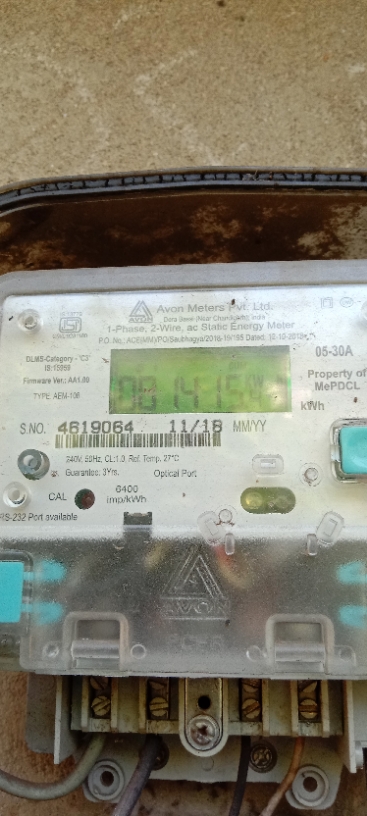 AVON
Avon Meters Pvt. Ltd.
1-Phase, 2-Wire, ac Static Energy Meter
DLMS-Category - 'C3'
IS:15959
Firmware Ver.: AA1.09
TYPE AEM-106
05-30A
Property of
MePDCL
kWh
S.NO. 4619064 11/18 MM/YY
240V, 50Hz, CL:1.0, Ref. Temp. 27°C
Guarantee: 3Yrs. Optical Port
CAL 6400
imp/kWh
RS-232 Port available
AVON